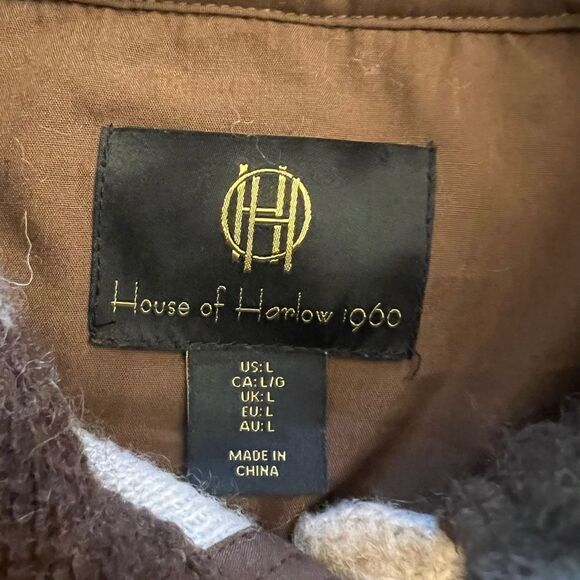 House of Harlow 1960
US: L
CA: L/G
UK: L
EU: L
AU: L
MADE IN
CHINA